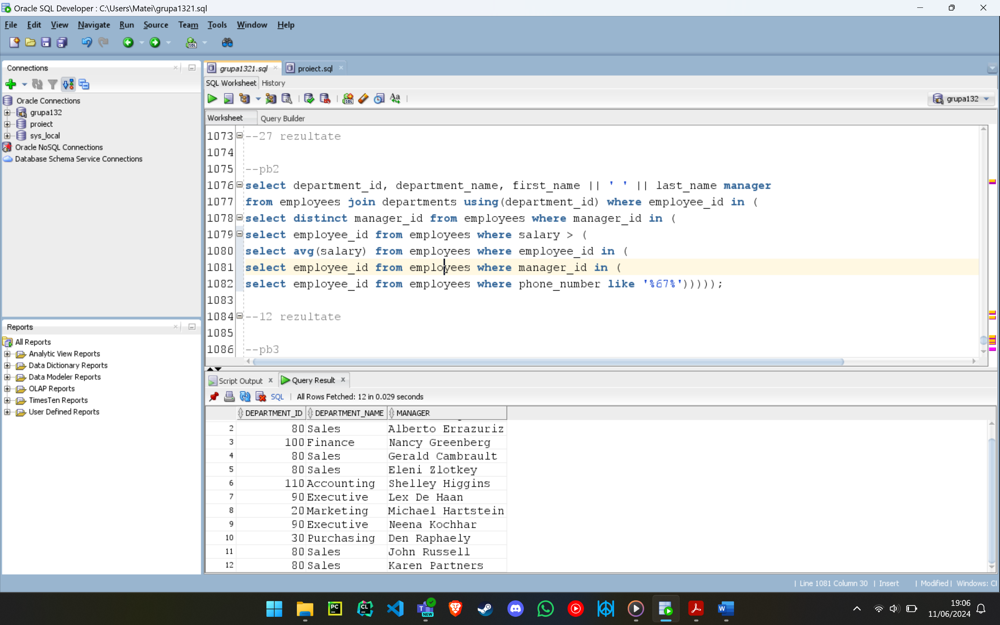 Oracle SQL Developer : C:\Users\Matei\grupa1321.sql
File Edit View Navigate Run Source Team Tools Window Help
Connections
Oracle Connections
grupa132
proiect
sys_local
Oracle NoSQL Connections
Database Schema Service Connections
Reports
All Reports
Analytic View Reports
Data Dictionary Reports
Data Modeler Reports
OLAP Reports
TimesTen Reports
User Defined Reports
grupa1321.sql proiect.sql
SQL Worksheet History
grupa132
Worksheet Query Builder
1073 --27 rezultate
1074
1075 --pb2
1076 select department_id, department_name, first_name || ' ' || last_name manager
1077 from employees join departments using(department_id) where employee_id in (
1078 select distinct manager_id from employees where manager_id in (
1079 select employee_id from employees where salary > (
1080 select avg(salary) from employees where employee_id in (
1081 select employee_id from employees where manager_id in (
1082 select employee_id from employees where phone_number like '%67%')))));
1083
1084 --12 rezultate
1085
1086 --pb3
Script Output Query Result
SQL | All Rows Fetched: 12 in 0.029 seconds
DEPARTMENT_ID DEPARTMENT_NAME MANAGER
2 80 Sales Alberto Errazuriz
3 100 Finance Nancy Greenberg
4 80 Sales Gerald Cambrault
5 80 Sales Eleni Zlotkey
6 110 Accounting Shelley Higgins
7 90 Executive Lex De Haan
8 20 Marketing Michael Hartstein
9 90 Executive Neena Kochhar
10 30 Purchasing Den Raphaely
11 80 Sales John Russell
12 80 Sales Karen Partners
| Line 1081 Column 30 | Insert | Modified | Windows: Cl
PC CL T NEW W
19:06
11/06/2024